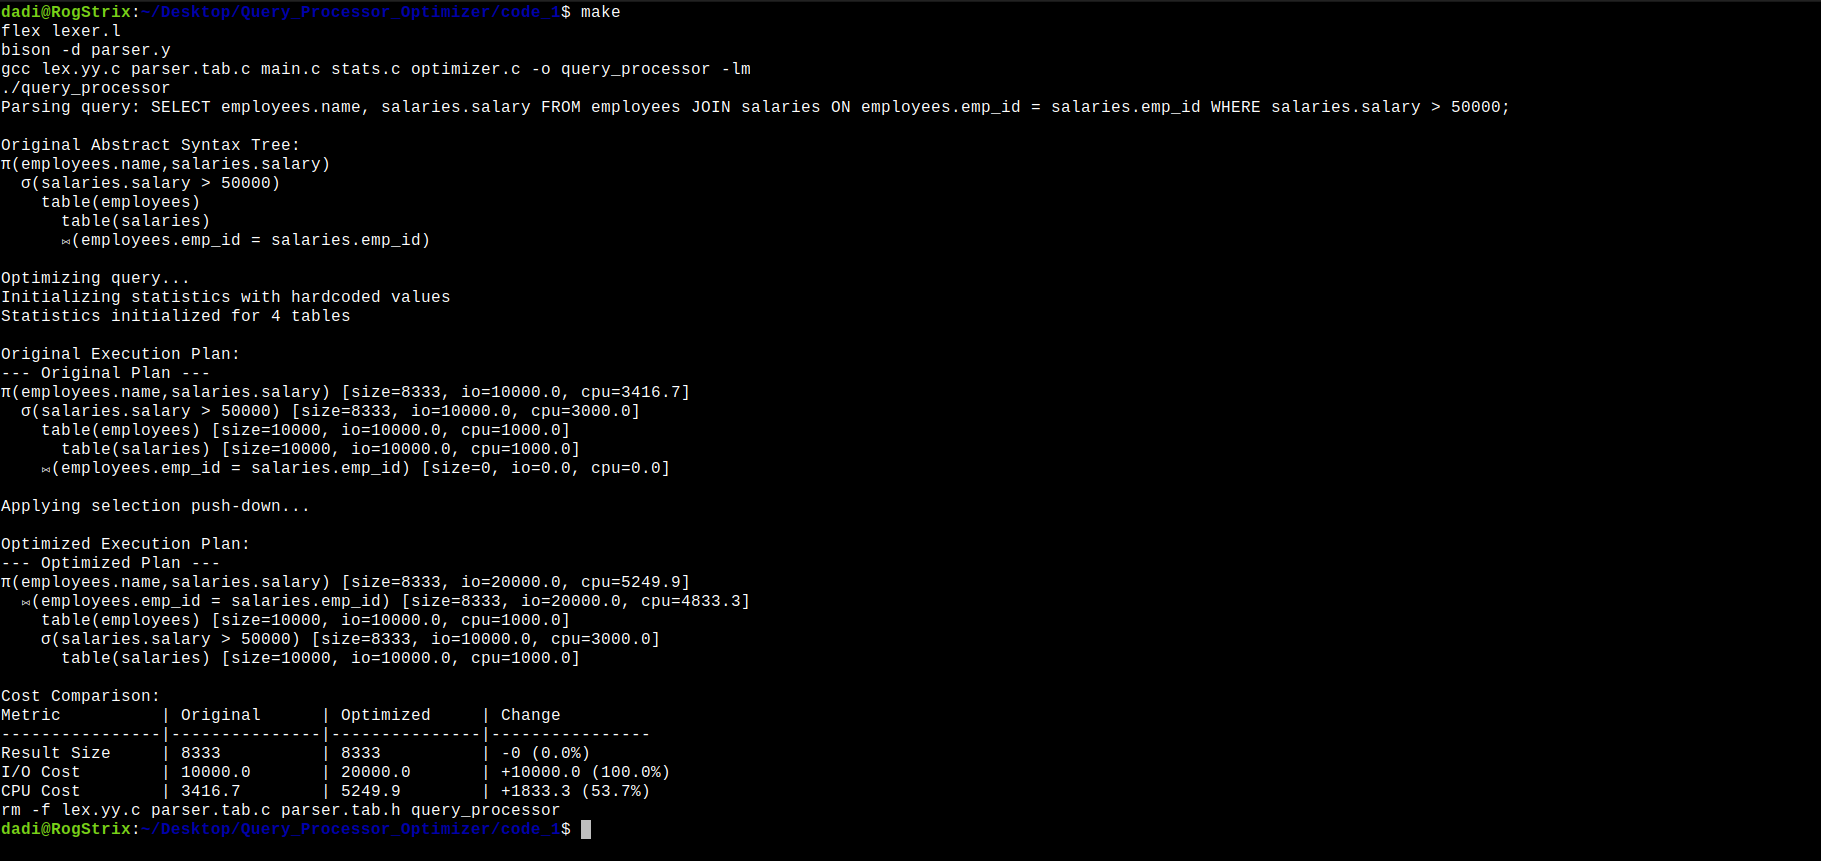 dadi@RogStrix:~/Desktop/Query_Processor_Optimizer/code_1$ make
flex lexer.l
bison -d parser.y
gcc lex.yy.c parser.tab.c main.c stats.c optimizer.c -o query_processor -lm
./query_processor
Parsing query: SELECT employees.name, salaries.salary FROM employees JOIN salaries ON employees.emp_id = salaries.emp_id WHERE salaries.salary > 50000;

Original Abstract Syntax Tree:
π(employees.name,salaries.salary)
  σ(salaries.salary > 50000)
    table(employees)
      table(salaries)
      ⋈(employees.emp_id = salaries.emp_id)

Optimizing query...
Initializing statistics with hardcoded values
Statistics initialized for 4 tables

Original Execution Plan:
--- Original Plan ---
π(employees.name,salaries.salary) [size=8333, io=10000.0, cpu=3416.7]
  σ(salaries.salary > 50000) [size=8333, io=10000.0, cpu=3000.0]
    table(employees) [size=10000, io=10000.0, cpu=1000.0]
      table(salaries) [size=10000, io=10000.0, cpu=1000.0]
    ⋈(employees.emp_id = salaries.emp_id) [size=0, io=0.0, cpu=0.0]

Applying selection push-down...

Optimized Execution Plan:
--- Optimized Plan ---
π(employees.name,salaries.salary) [size=8333, io=20000.0, cpu=5249.9]
  ⋈(employees.emp_id = salaries.emp_id) [size=8333, io=20000.0, cpu=4833.3]
    table(employees) [size=10000, io=10000.0, cpu=1000.0]
    σ(salaries.salary > 50000) [size=8333, io=10000.0, cpu=3000.0]
      table(salaries) [size=10000, io=10000.0, cpu=1000.0]

Cost Comparison:
Metric          | Original      | Optimized     | Change
----------------|---------------|---------------|----------------
Result Size     | 8333          | 8333          | -0 (0.0%)
I/O Cost        | 10000.0       | 20000.0       | +10000.0 (100.0%)
CPU Cost        | 3416.7        | 5249.9        | +1833.3 (53.7%)
rm -f lex.yy.c parser.tab.c parser.tab.h query_processor
dadi@RogStrix:~/Desktop/Query_Processor_Optimizer/code_1$